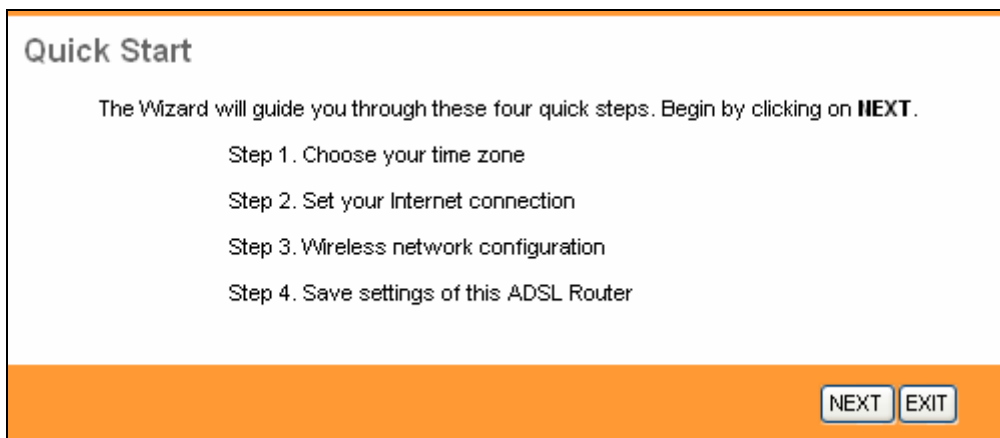 Quick Start
The Wizard will guide you through these four quick steps. Begin by clicking on NEXT.
Step 1. Choose your time zone
Step 2. Set your Internet connection
Step 3. Wireless network configuration
Step 4. Save settings of this ADSL Router
NEXT EXIT